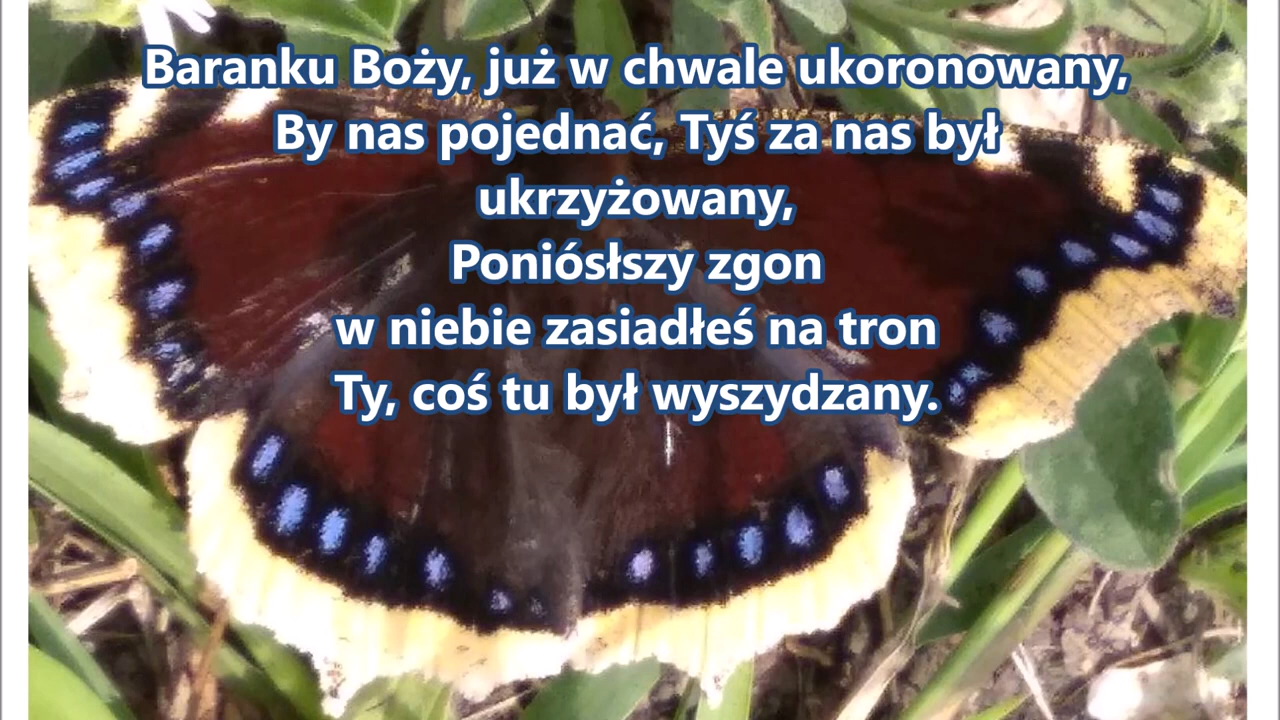 Baranku Boży, już w chwale ukoronowany,
By nas pojednać, Tyś za nas był
ukrzyżowany,
Poniósłszy zgon
w niebie zasiadłeś na tron
Ty, coś tu był wyszydzany.